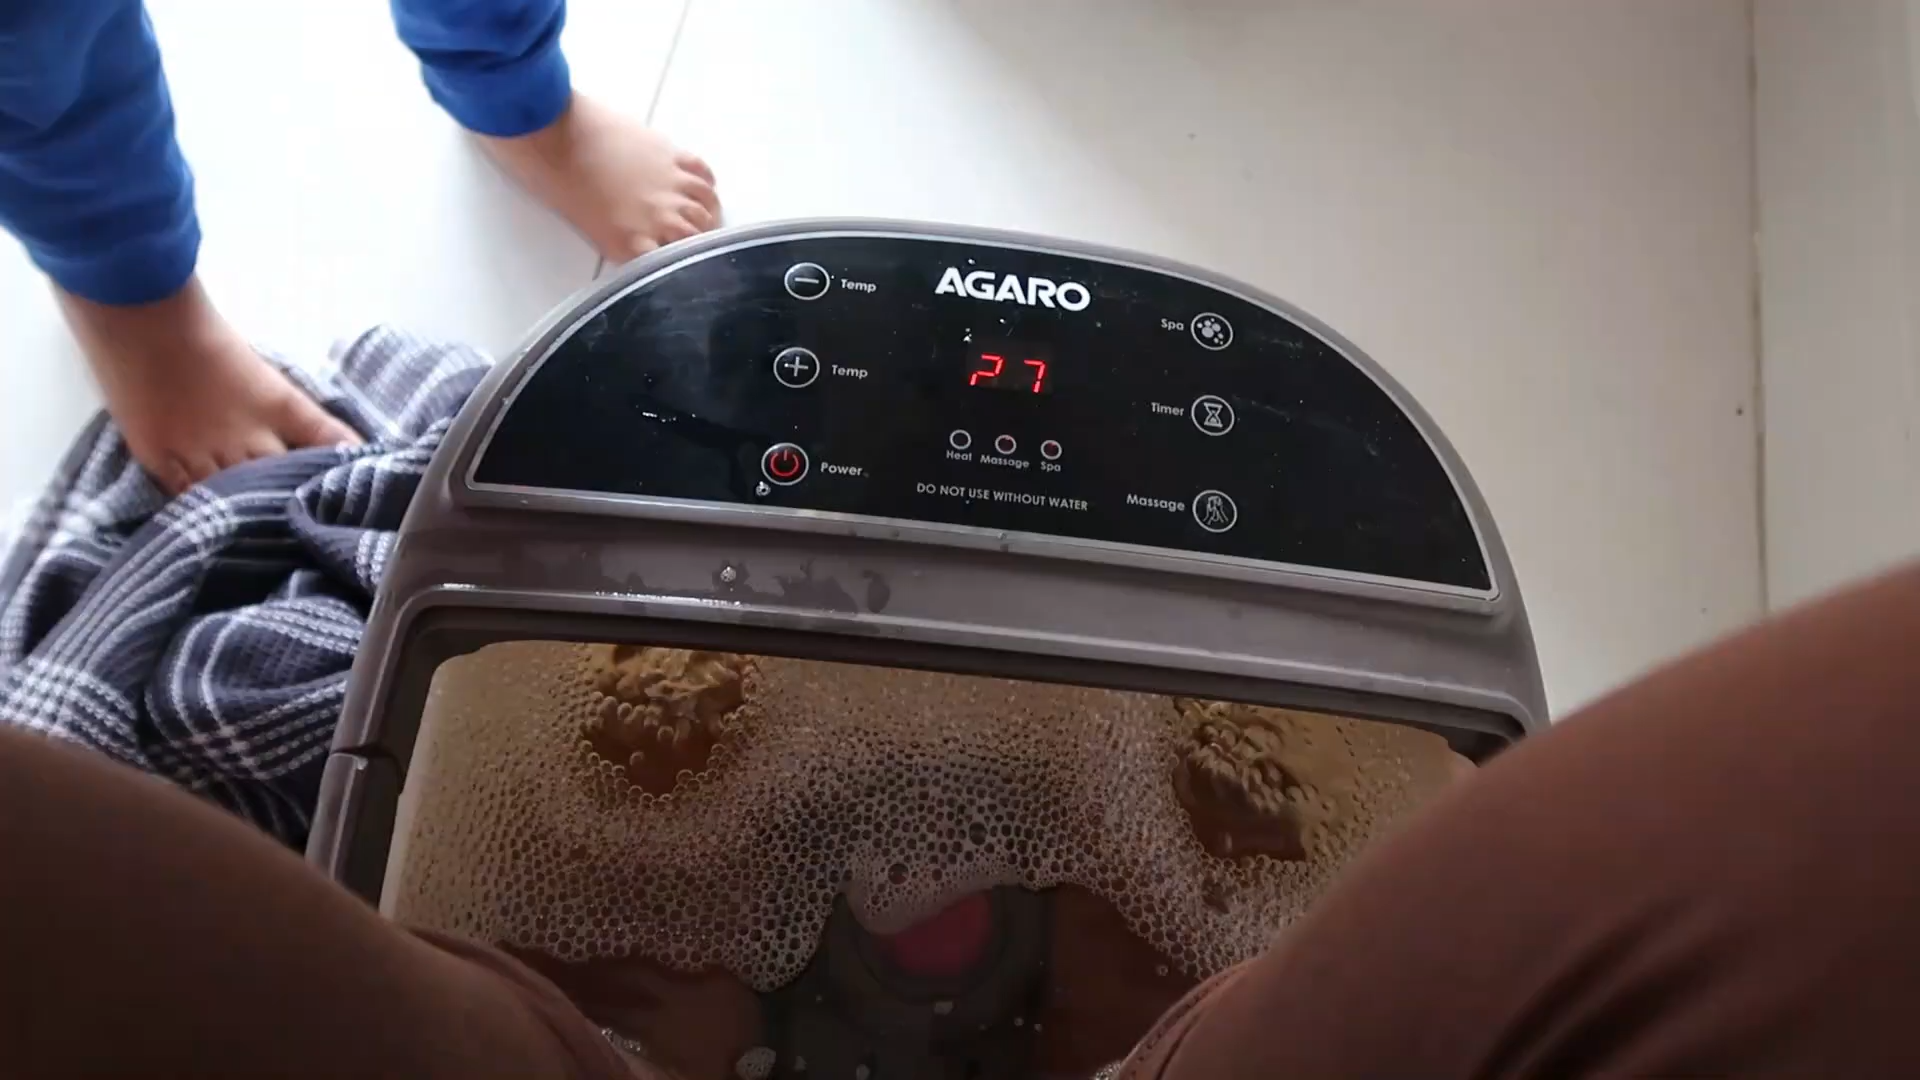 AGARO
Temp
Temp
Power
27
Heat Massage Spa
DO NOT USE WITHOUT WATER
Spa
Timer
Massage